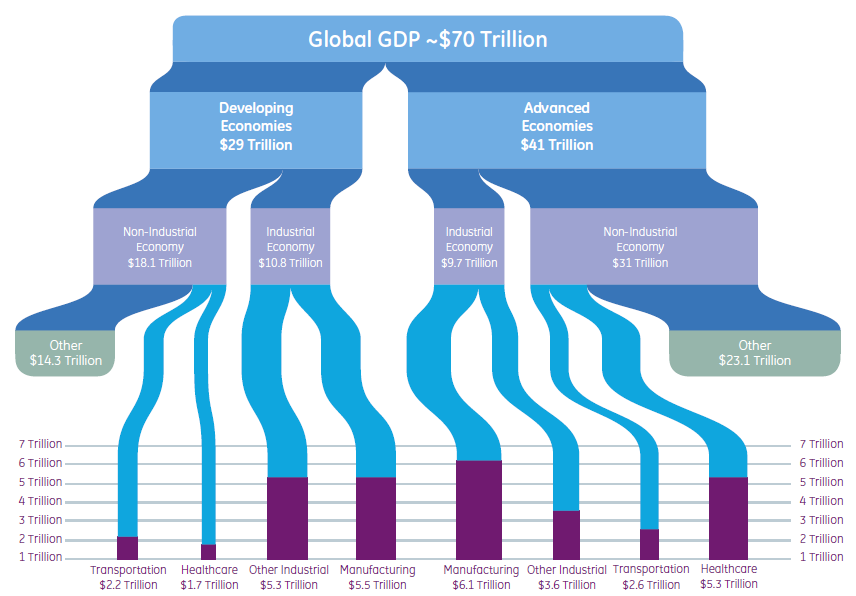 Global GDP ~$70 Trillion
Developing
Economies
$29 Trillion
Advanced
Economies
$41 Trillion
Non-Industrial
Economy
$18.1 Trillion
Industrial
Economy
$10.8 Trillion
Industrial
Economy
$9.7 Trillion
Non-Industrial
Economy
$31 Trillion
Other
$14.3 Trillion
Other
$23.1 Trillion
7 Trillion
6 Trillion
5 Trillion
4 Trillion
3 Trillion
2 Trillion
1 Trillion
7 Trillion
6 Trillion
5 Trillion
4 Trillion
3 Trillion
2 Trillion
1 Trillion
Transportation
$2.2 Trillion
Healthcare
$1.7 Trillion
Other Industrial
$5.3 Trillion
Manufacturing
$5.5 Trillion
Manufacturing
$6.1 Trillion
Other Industrial
$3.6 Trillion
Transportation
$2.6 Trillion
Healthcare
$5.3 Trillion